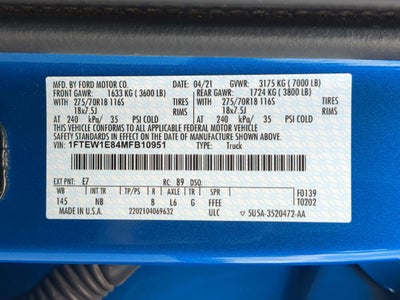 MFD. BY FORD MOTOR CO. 04/21 GVWR: 3175 KG ( 7000 LB)
FRONT GAWR: 1633 KG ( 3600 LB) REAR GAWR: 1724 KG ( 3800 LB)
275/70R18 116S TIRES 275/70R18 116S TIRES
18x7.5J RIMS 18x7.5J RIMS
AT 240 kPa/ 35 PSI COLD AT 240 kPa/ 35 PSI COLD
THIS VEHICLE CONFORMS TO ALL APPLICABLE FEDERAL MOTOR VEHICLE
SAFETY STANDARDS IN EFFECT ON THE DATE OF MANUFACTURE SHOWN ABOVE.
VIN: 1FTEW1E84MFB10951 TYPE: Truck
EXT PNT: E7 RC: B9 DSO:
WB INT TR TP/PS R AXLE TR SPR F0139
145 NB 8 L6 G T0202
MADE IN U.S.A. 2202104069632 ULC 5U5A-3520472-AA